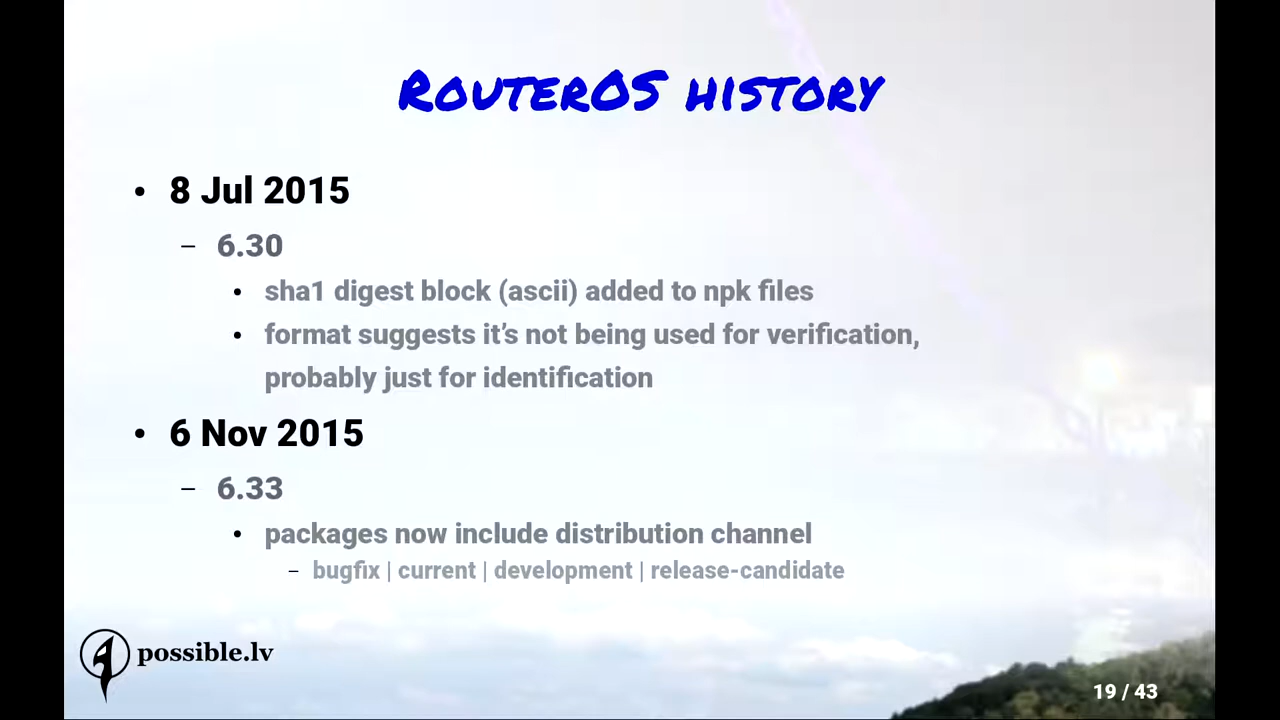 RouterOS history
• 8 Jul 2015
– 6.30
• sha1 digest block (ascii) added to npk files
• format suggests it’s not being used for verification,
probably just for identification
• 6 Nov 2015
– 6.33
• packages now include distribution channel
– bugfix | current | development | release-candidate
possible.lv
19 / 43